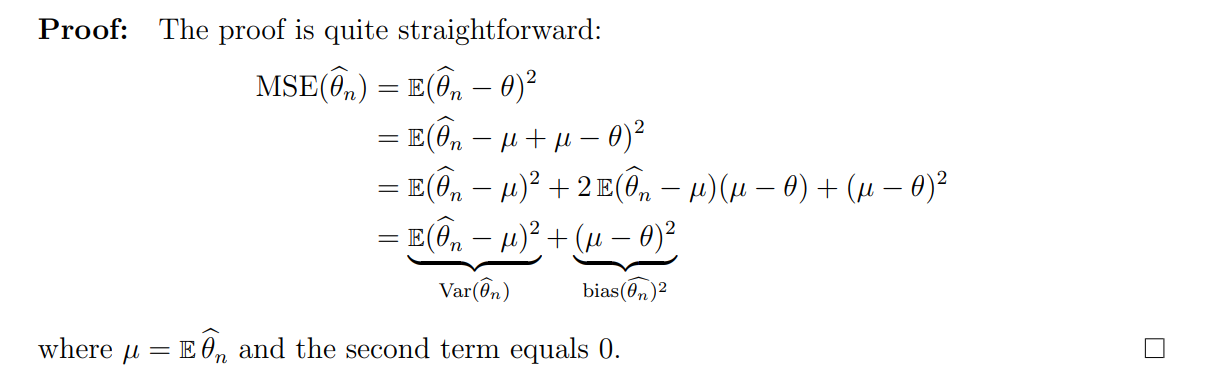 Proof: The proof is quite straightforward:
MSE(θ̂ₙ) = 𝔼(θ̂ₙ − θ)²
= 𝔼(θ̂ₙ − μ + μ − θ)²
= 𝔼(θ̂ₙ − μ)² + 2 𝔼(θ̂ₙ − μ)(μ − θ) + (μ − θ)²
= 𝔼(θ̂ₙ − μ)² + (μ − θ)²
Var(θ̂ₙ) bias(θ̂ₙ)²
where μ = 𝔼 θ̂ₙ and the second term equals 0. □